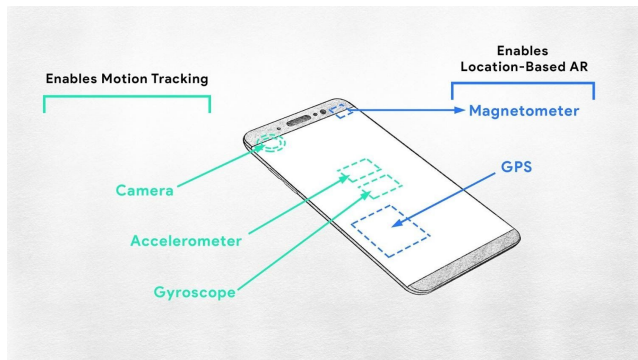 Enables Motion Tracking
Enables
Location-Based AR
Magnetometer
GPS
Camera
Accelerometer
Gyroscope